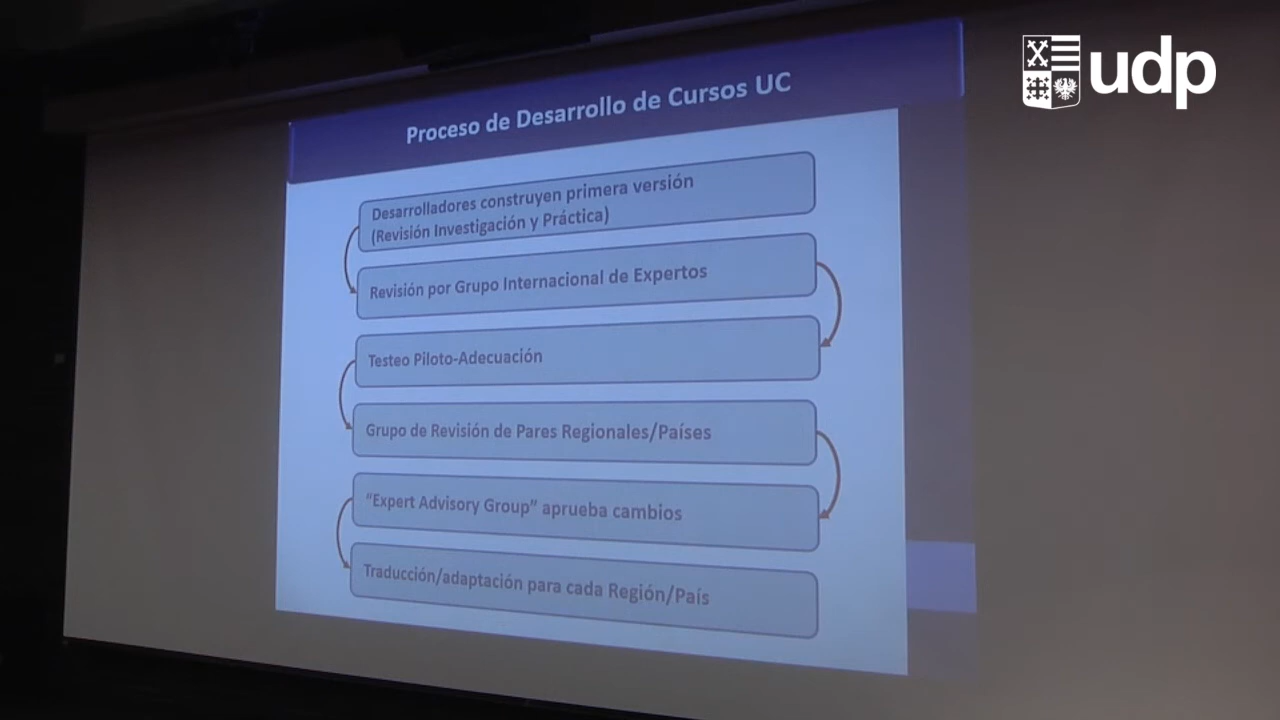 udp
Proceso de Desarrollo de Cursos UC
Desarrolladores construyen primera versión
(Revisión Investigación y Práctica)
Revisión por Grupo Internacional de Expertos
Testeo Piloto-Adecuación
Grupo de Revisión de Pares Regionales/Países
“Expert Advisory Group” aprueba cambios
Traducción/adaptación para cada Región/País